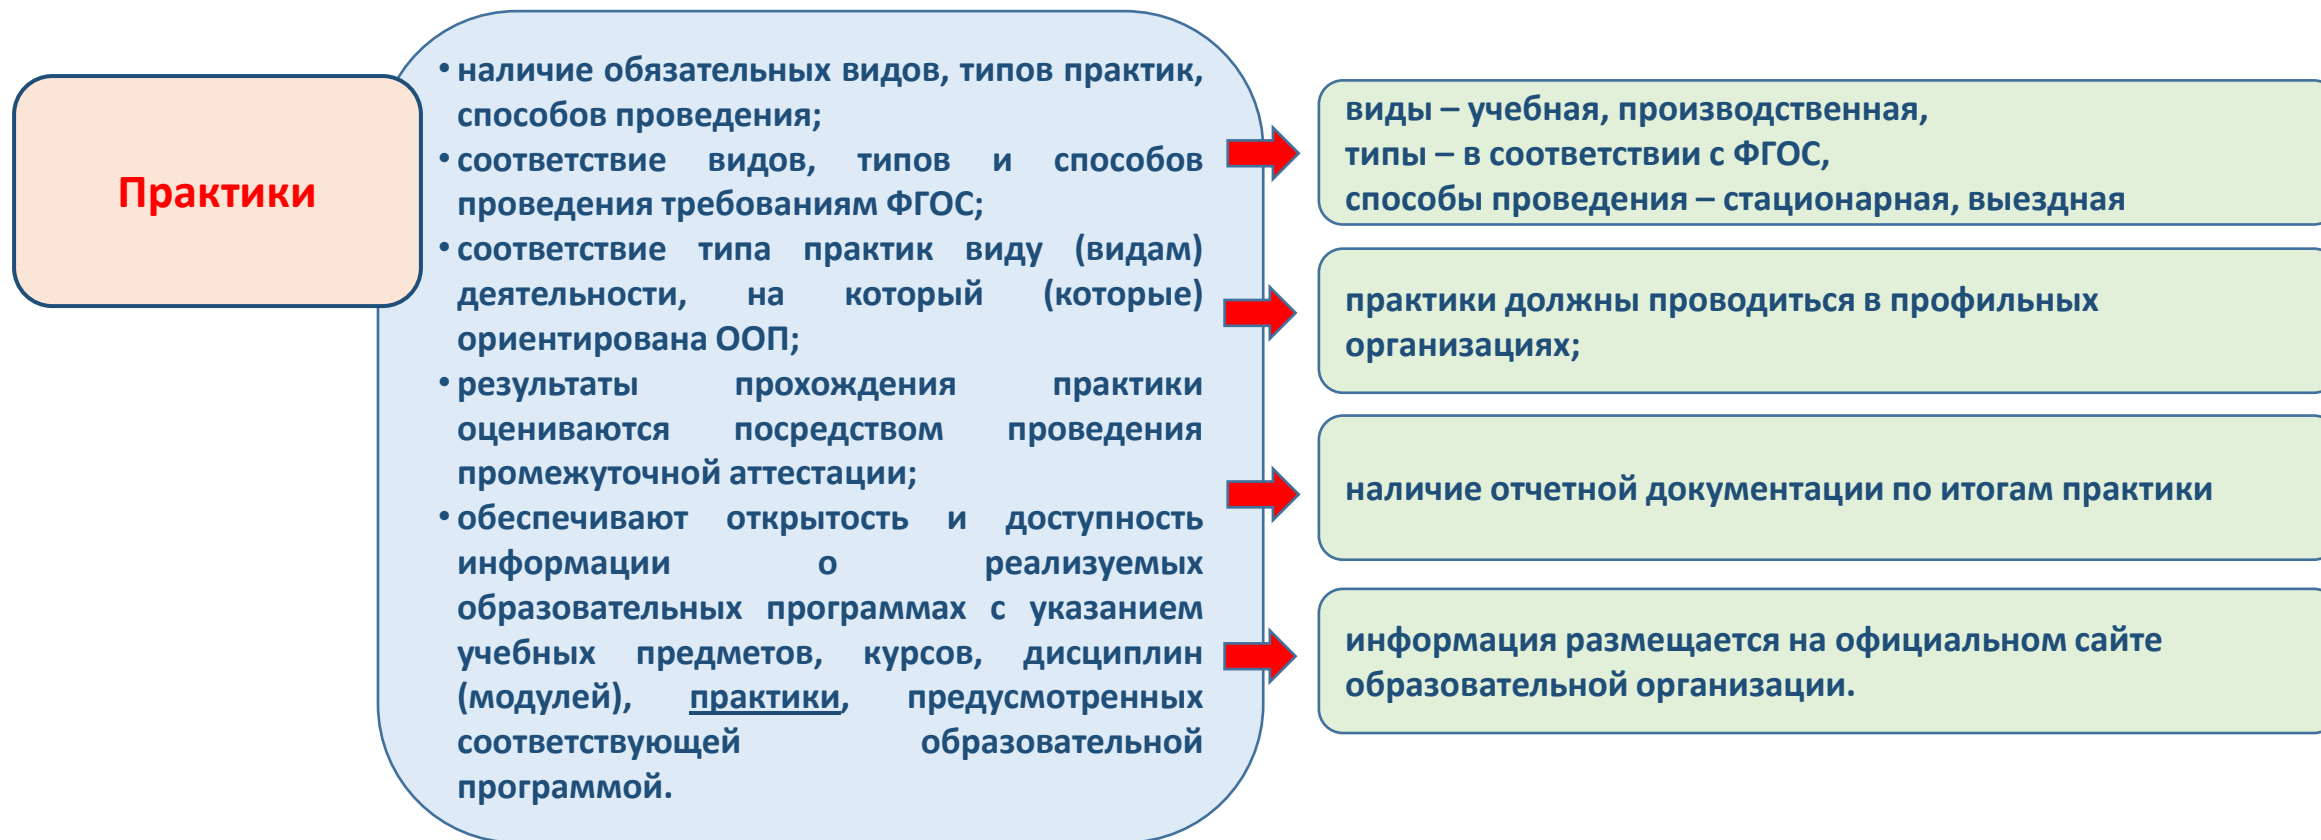 Практики
• наличие обязательных видов, типов практик,
способов проведения;
• соответствие видов, типов и способов
проведения требованиям ФГОС;
• соответствие типа практик виду (видам)
деятельности, на который (которые)
ориентирована ООП;
• результаты прохождения практики
оцениваются посредством проведения
промежуточной аттестации;
• обеспечивают открытость и доступность
информации о реализуемых
образовательных программах с указанием
учебных предметов, курсов, дисциплин
(модулей), практики, предусмотренных
соответствующей образовательной
программой.
виды – учебная, производственная,
типы – в соответствии с ФГОС,
способы проведения – стационарная, выездная
практики должны проводиться в профильных
организациях;
наличие отчетной документации по итогам практики
информация размещается на официальном сайте
образовательной организации.